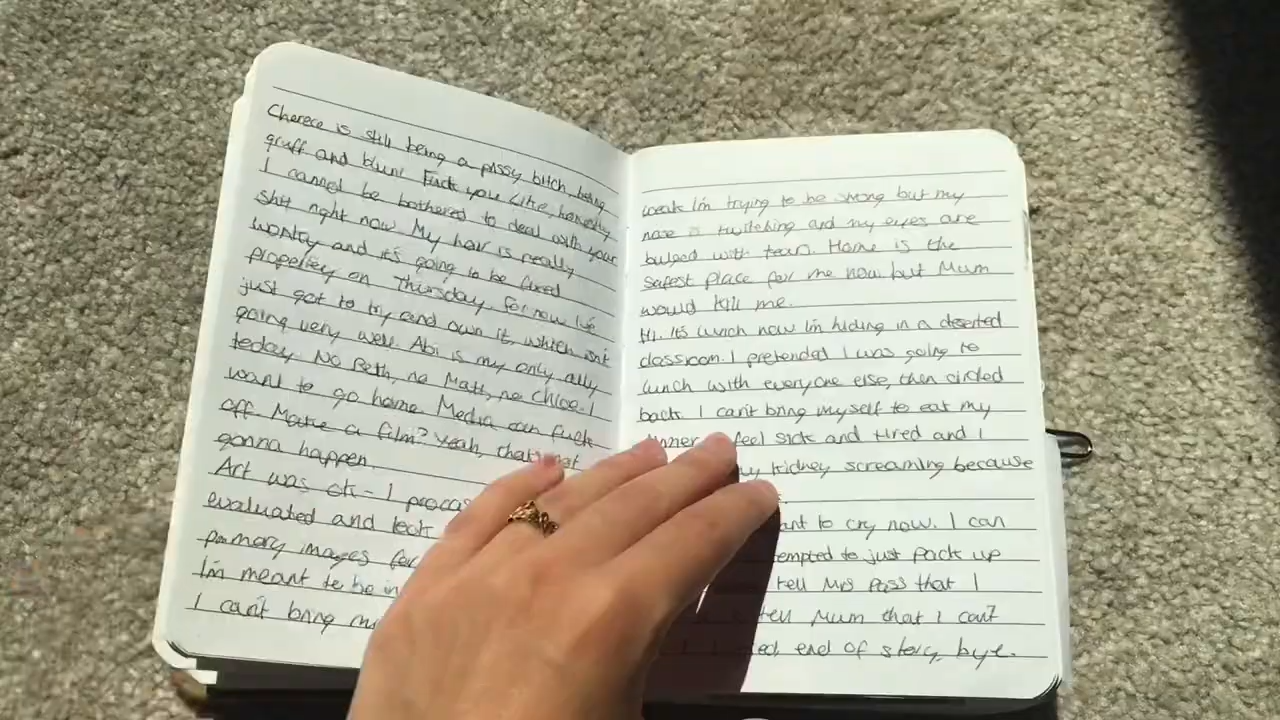 Cherece is still being a pissy bitch being
gruff and blunt Fuck you Like, honestly
I cannot be bothered to deal with your
shit right now My hair is really
wonky and it's going to be fixed
properley on Thursday for now I've
just got to try and own it, which isnt
going very well. Abi is my only ally
today. No Beth, no Matt, no Chloe. I
want to go home. Media can fuck
off. Make a film? Yeah, that's not
gonna happen.
Art was ok - I
evaluated and
primary images for
I'm meant to be in
I can't bring
weak I'm trying to be strong but my
nose is twitching and my eyes are
bulged with tears. Home is the
safest place for me now but Mum
would kill me.
Hi. It's lunch now I'm hiding in a deserted
classroom. I pretended I was going to
lunch with everyone else, then circled
back. I can't bring myself to eat my
dinner feel sick and tired and I
my kidney screaming because
to cry now. I can
to just pack up
tell Mrs Pass that I
tell Mum that I can't
end of story, bye.